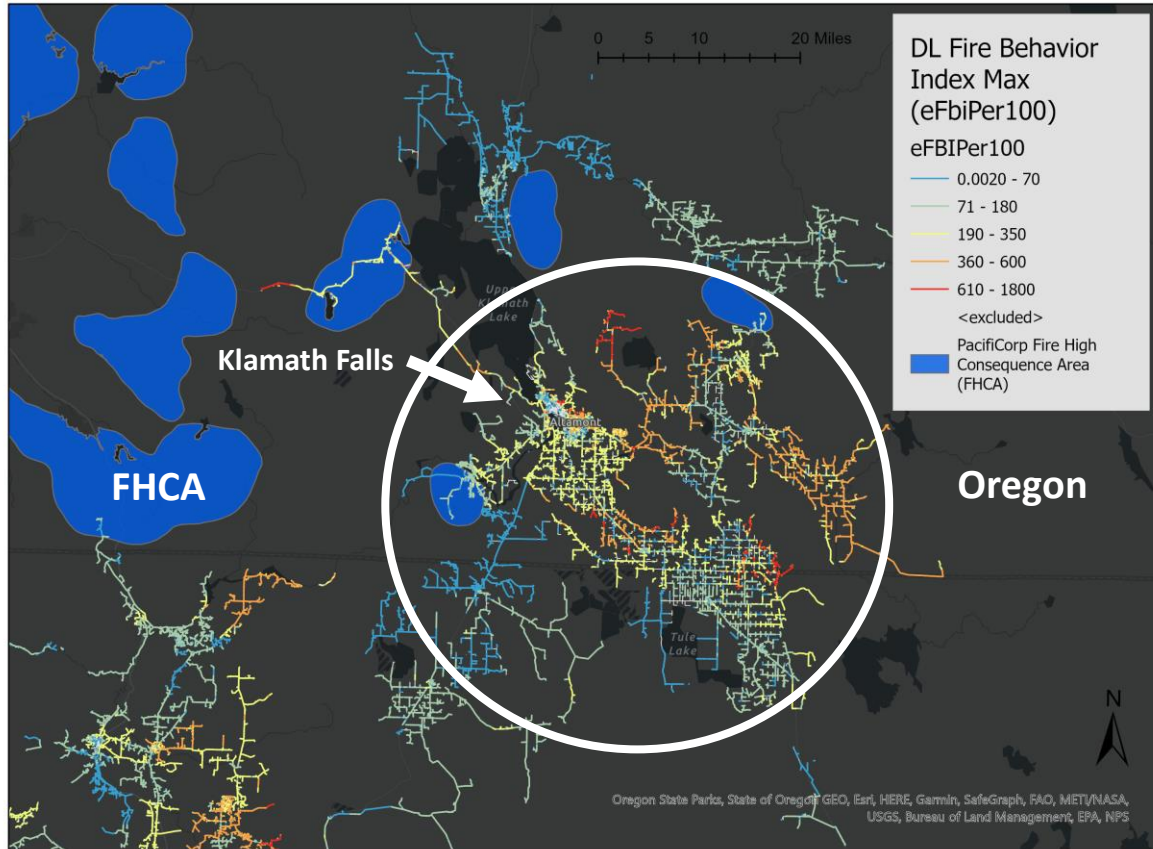 0 5 10 20 Miles
DL Fire Behavior
Index Max
(eFbiPer100)
eFBIPer100
0.0020 - 70
71 - 180
190 - 350
360 - 600
610 - 1800
<excluded>
PacifiCorp Fire High
Consequence Area
(FHCA)
Upper
Klamath
Lake
Klamath Falls
Altamont
FHCA
Oregon
Tule
Lake
N
Oregon State Parks, State of Oregon GEO, Esri, HERE, Garmin, SafeGraph, FAO, METI/NASA,
USGS, Bureau of Land Management, EPA, NPS